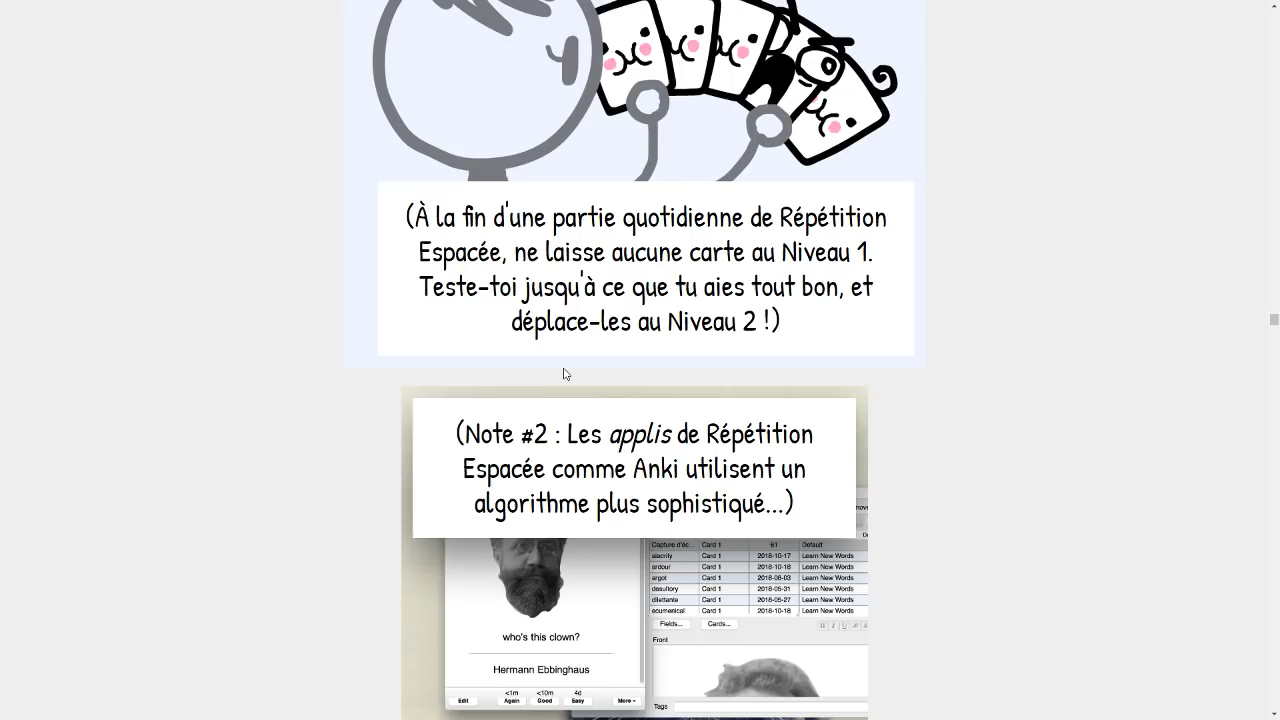 (À la fin d'une partie quotidienne de Répétition
Espacée, ne laisse aucune carte au Niveau 1.
Teste-toi jusqu'à ce que tu aies tout bon, et
déplace-les au Niveau 2 !)
(Note #2 : Les applis de Répétition
Espacée comme Anki utilisent un
algorithme plus sophistiqué...)
who's this clown?
Hermann Ebbinghaus
<1m <10m 4d
Edit Again Good Easy More
Capture d'éc... Card 1 61 Default
alacrity Card 1 2018-10-17 Learn New Words
ardour Card 1 2018-10-18 Learn New Words
argot Card 1 2018-06-03 Learn New Words
desultory Card 1 2018-05-31 Learn New Words
dilettante Card 1 2018-05-27 Learn New Words
ecumenical Card 1 2018-10-18 Learn New Words
Fields... Cards... B I U
Front
Tags